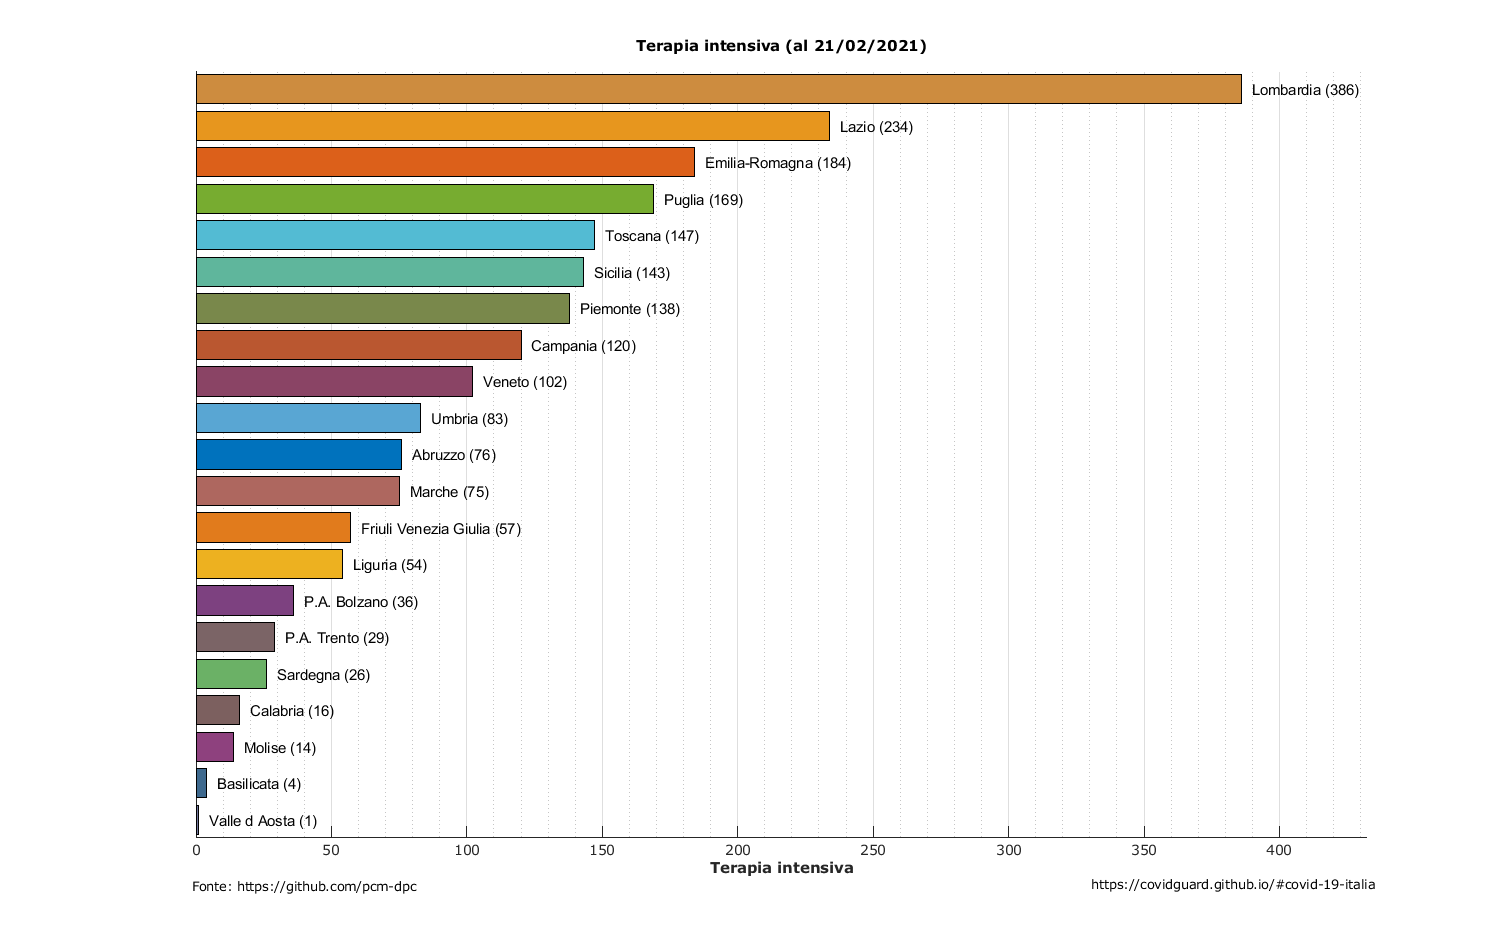 Terapia intensiva (al 21/02/2021)
Lombardia (386)
Lazio (234)
Emilia-Romagna (184)
Puglia (169)
Toscana (147)
Sicilia (143)
Piemonte (138)
Campania (120)
Veneto (102)
Umbria (83)
Abruzzo (76)
Marche (75)
Friuli Venezia Giulia (57)
Liguria (54)
P.A. Bolzano (36)
P.A. Trento (29)
Sardegna (26)
Calabria (16)
Molise (14)
Basilicata (4)
Valle d Aosta (1)
0 50 100 150 200 250 300 350 400
Terapia intensiva
Fonte: https://github.com/pcm-dpc
https://covidguard.github.io/#covid-19-italia